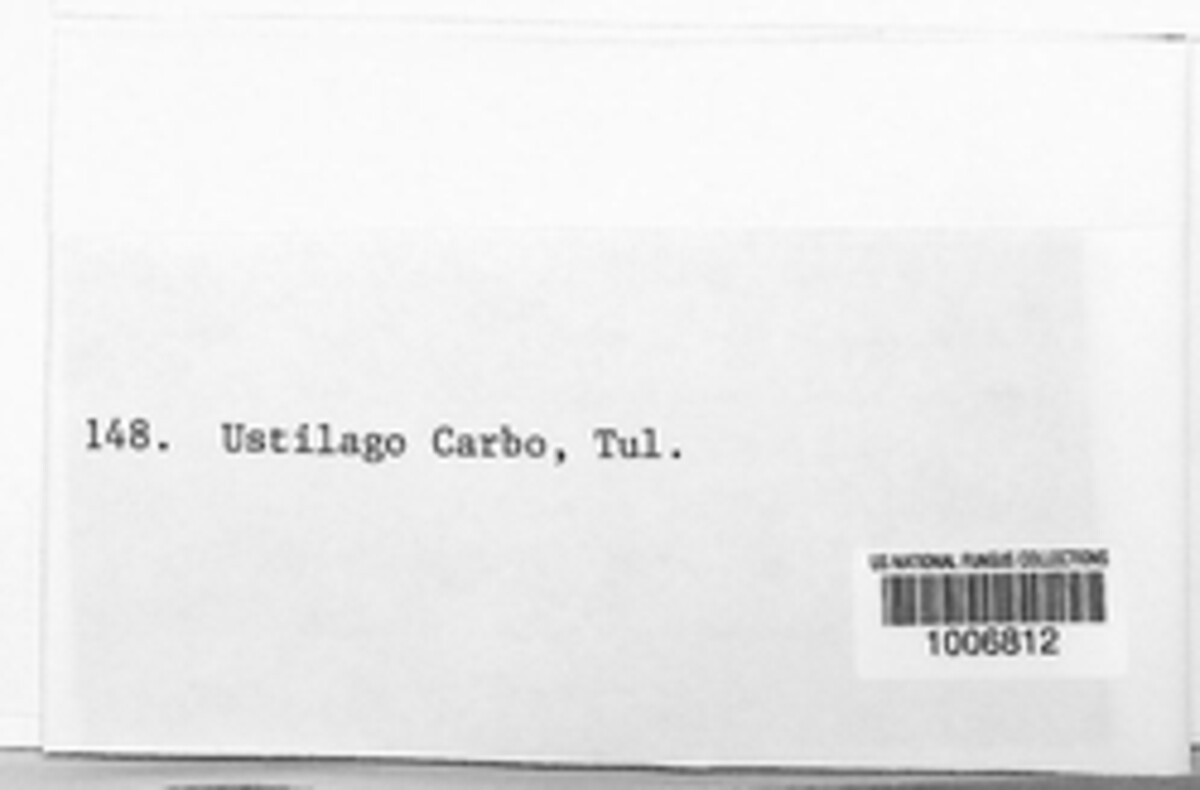 148. Ustilago Carbo, Tul.
US NATIONAL FUNGUS COLLECTIONS
1006812